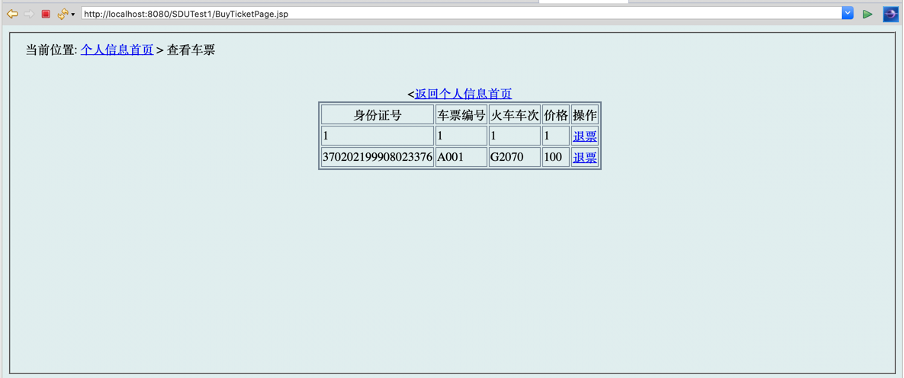 http://localhost:8080/SDUTest1/BuyTicketPage.jsp
当前位置: 个人信息首页 > 查看车票
<返回个人信息首页
身份证号 车票编号 火车车次 价格 操作
1 1 1 1 退票
370202199908023376 A001 G2070 100 退票